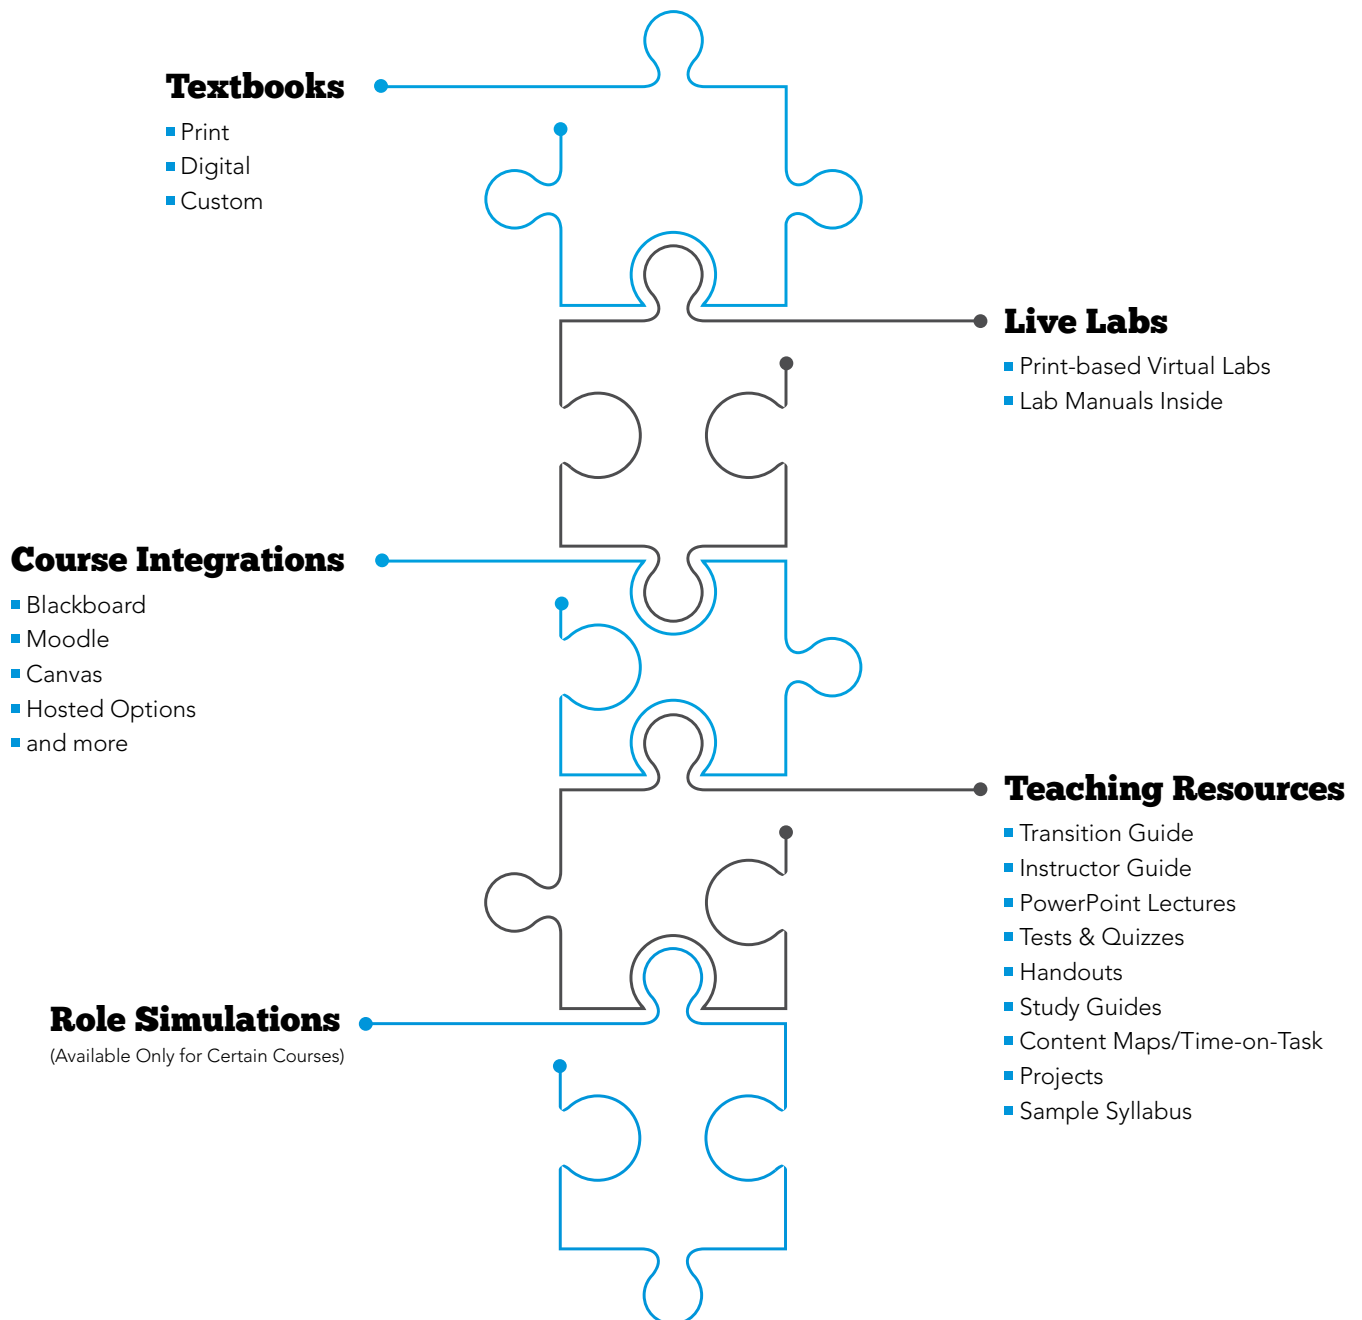 Textbooks
Print
Digital
Custom
Live Labs
Print-based Virtual Labs
Lab Manuals Inside
Course Integrations
Blackboard
Moodle
Canvas
Hosted Options
and more
Teaching Resources
Transition Guide
Instructor Guide
PowerPoint Lectures
Tests & Quizzes
Handouts
Study Guides
Content Maps/Time-on-Task
Projects
Sample Syllabus
Role Simulations
(Available Only for Certain Courses)